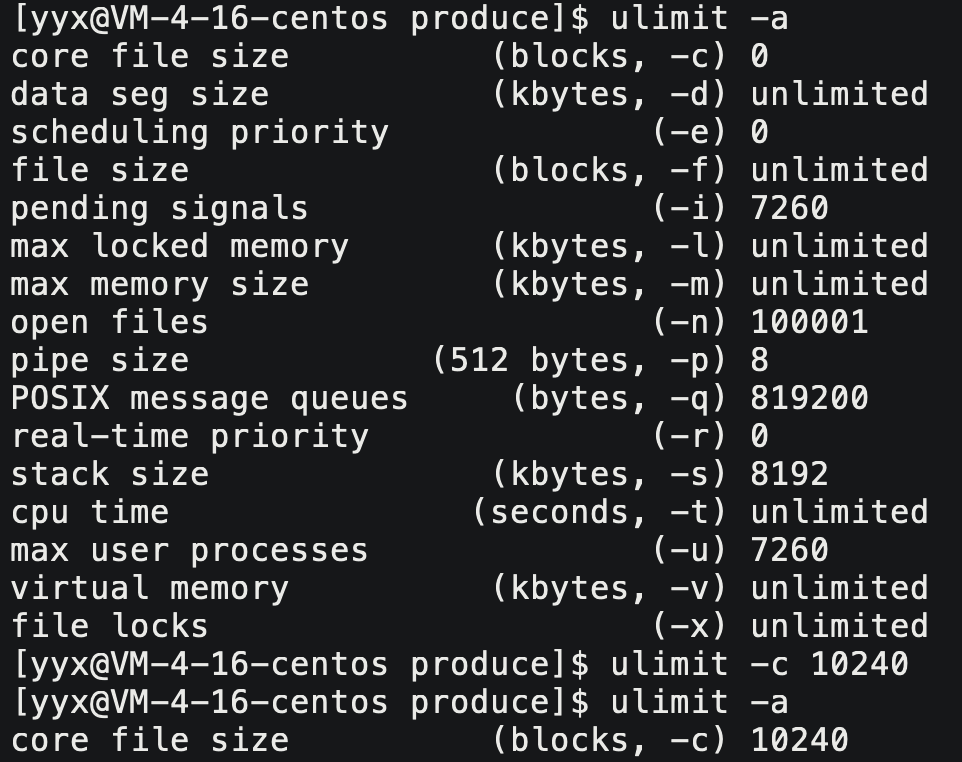 [yyx@VM-4-16-centos produce]$ ulimit -a
core file size          (blocks, -c) 0
data seg size           (kbytes, -d) unlimited
scheduling priority             (-e) 0
file size               (blocks, -f) unlimited
pending signals                 (-i) 7260
max locked memory       (kbytes, -l) unlimited
max memory size         (kbytes, -m) unlimited
open files                      (-n) 100001
pipe size            (512 bytes, -p) 8
POSIX message queues     (bytes, -q) 819200
real-time priority              (-r) 0
stack size              (kbytes, -s) 8192
cpu time               (seconds, -t) unlimited
max user processes              (-u) 7260
virtual memory          (kbytes, -v) unlimited
file locks                      (-x) unlimited
[yyx@VM-4-16-centos produce]$ ulimit -c 10240
[yyx@VM-4-16-centos produce]$ ulimit -a
core file size          (blocks, -c) 10240